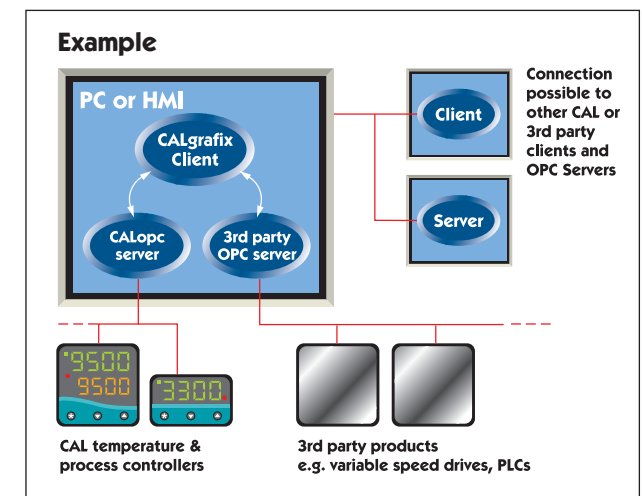 Example
PC or HMI
CALgrafix
Client
CALopc
server
3rd party
OPC server
Client
Server
Connection
possible to
other CAL or
3rd party
clients and
OPC Servers
9500
9500
3300
CAL temperature &
process controllers
3rd party products
e.g. variable speed drives, PLCs